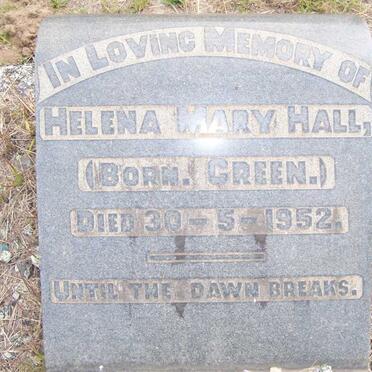 IN LOVING MEMORY OF
HELENA MARY HALL,
(BORN. GREEN.)
DIED 30-5-1952.
UNTIL THE DAWN BREAKS.